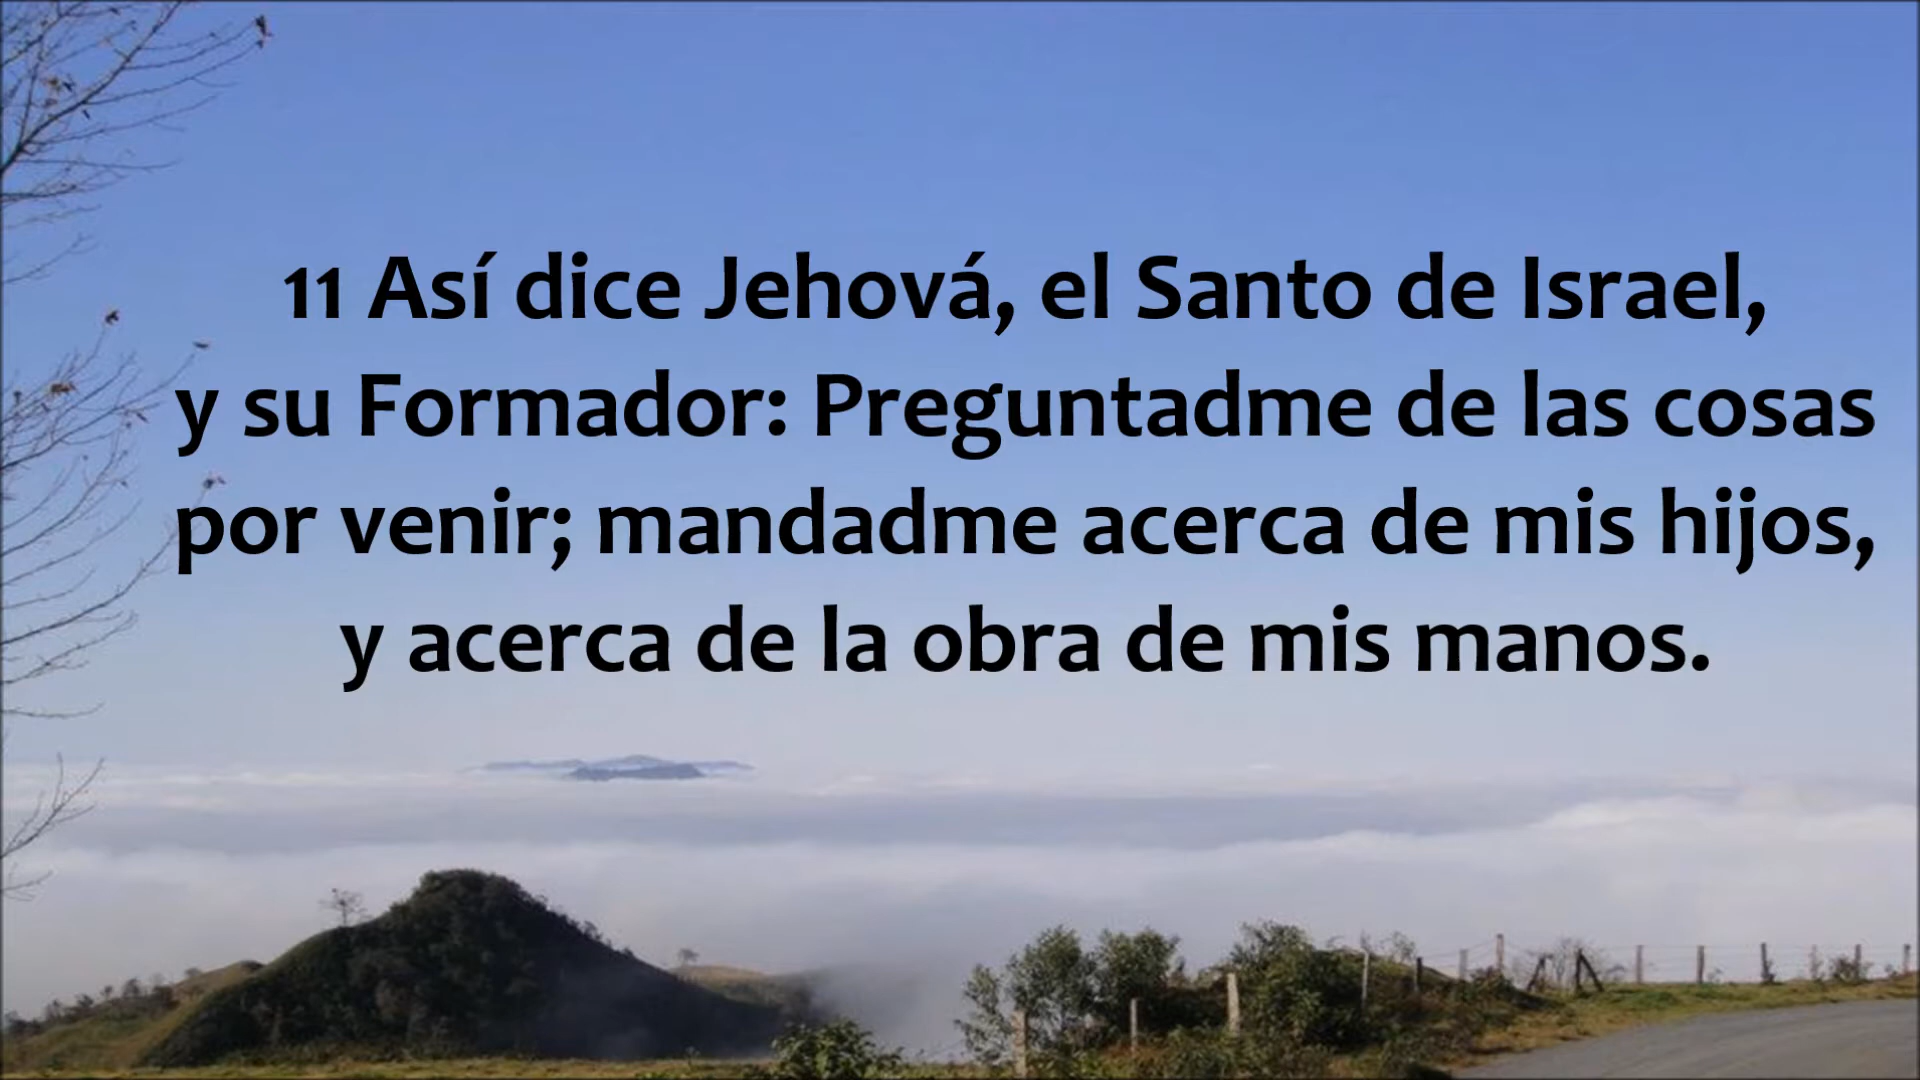 11 Así dice Jehová, el Santo de Israel,
y su Formador: Preguntadme de las cosas
por venir; mandadme acerca de mis hijos,
y acerca de la obra de mis manos.